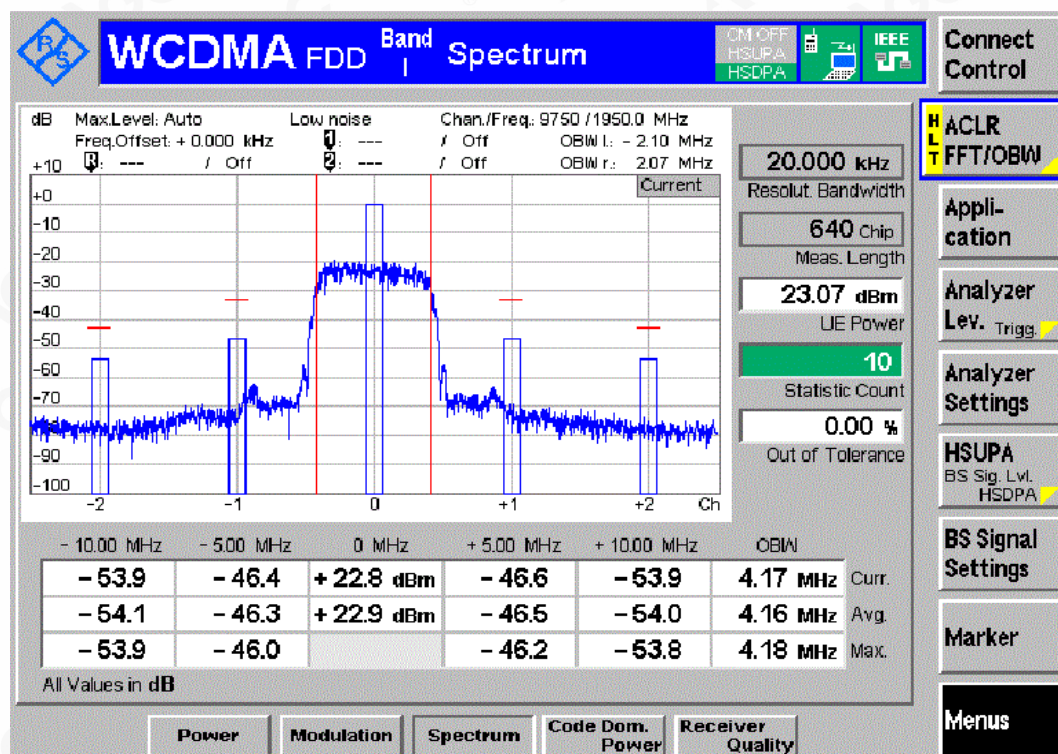 R&S
WCDMA FDD Band I Spectrum
CM OFF
HSUPA
HSDPA
IEEE
Connect Control
dB Max.Level: Auto Low noise Chan./Freq.: 9750 / 1950.0 MHz
Freq.Offset: + 0.000 kHz 1: --- / Off OBW l.: - 2.10 MHz
R: --- / Off 2: --- / Off OBW r.: 2.07 MHz
Current
+10
+0
-10
-20
-30
-40
-50
-60
-70
-90
-100
-2 -1 0 +1 +2 Ch
20.000 kHz
Resolut. Bandwidth
640 Chip
Meas. Length
23.07 dBm
UE Power
10
Statistic Count
0.00 %
Out of Tolerance
- 10.00 MHz - 5.00 MHz 0 MHz + 5.00 MHz + 10.00 MHz OBW
- 53.9 - 46.4 + 22.8 dBm - 46.6 - 53.9 4.17 MHz Curr.
- 54.1 - 46.3 + 22.9 dBm - 46.5 - 54.0 4.16 MHz Avg.
- 53.9 - 46.0 - 46.2 - 53.8 4.18 MHz Max.
All Values in dB
HLT
ACLR
FFT/OBW
Appli-
cation
Analyzer
Lev. Trigg.
Analyzer
Settings
HSUPA
BS Sig. Lvl.
HSDPA
BS Signal
Settings
Marker
Menus
Power
Modulation
Spectrum
Code Dom.
Power
Receiver
Quality